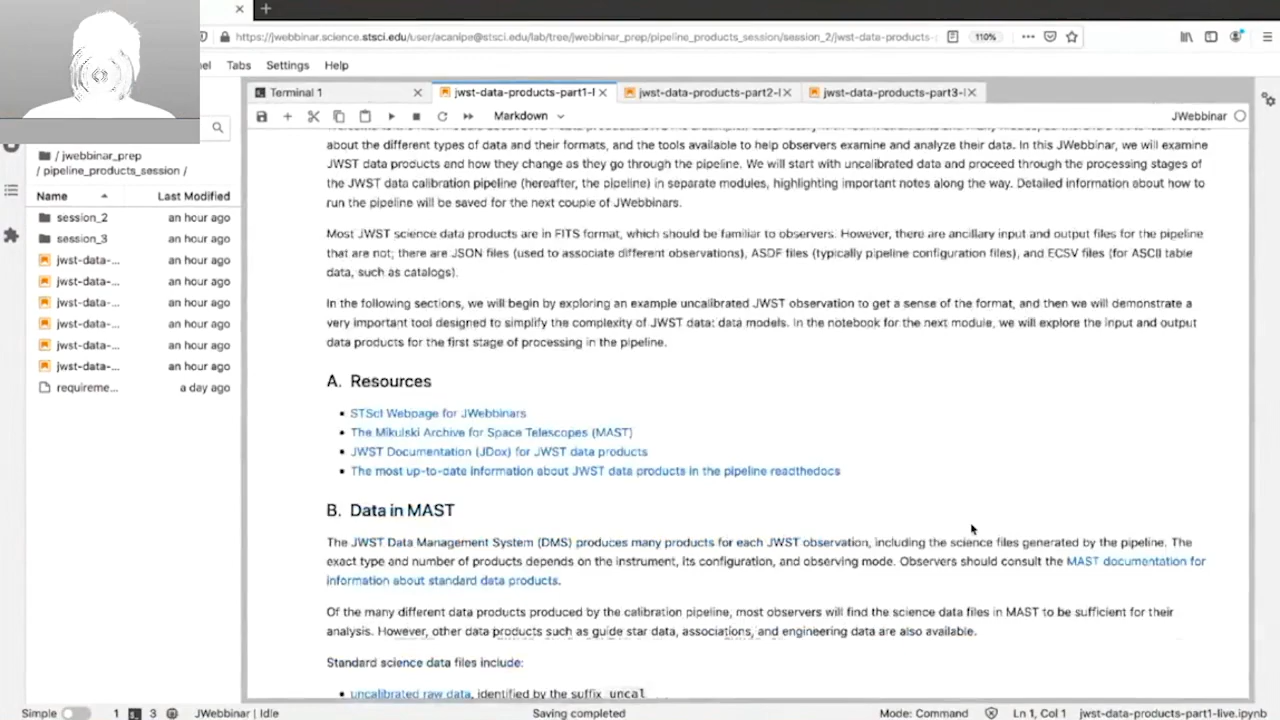 https://jwebbinar.science.stsci.edu/user/acanipe@stsci.edu/lab/tree/jwebbinar_prep/pipeline_products_session/session_2/jwst-data-products-
110%
Tabs Settings Help
Terminal 1
jwst-data-products-part1-l
jwst-data-products-part2-l
jwst-data-products-part3-l
Markdown
JWebbinar
/ jwebbinar_prep
/ pipeline_products_session /
Name Last Modified
session_2 an hour ago
session_3 an hour ago
jwst-data-... an hour ago
jwst-data-... an hour ago
jwst-data-... an hour ago
jwst-data-... an hour ago
jwst-data-... an hour ago
jwst-data-... an hour ago
requireme... a day ago
about the different types of data and their formats, and the tools available to help observers examine and analyze their data. In this JWebbinar, we will examine
JWST data products and how they change as they go through the pipeline. We will start with uncalibrated data and proceed through the processing stages of
the JWST data calibration pipeline (hereafter, the pipeline) in separate modules, highlighting important notes along the way. Detailed information about how to
run the pipeline will be saved for the next couple of JWebbinars.
Most JWST science data products are in FITS format, which should be familiar to observers. However, there are ancillary input and output files for the pipeline
that are not; there are JSON files (used to associate different observations), ASDF files (typically pipeline configuration files), and ECSV files (for ASCII table
data, such as catalogs).
In the following sections, we will begin by exploring an example uncalibrated JWST observation to get a sense of the format, and then we will demonstrate a
very important tool designed to simplify the complexity of JWST data: data models. In the notebook for the next module, we will explore the input and output
data products for the first stage of processing in the pipeline.
A. Resources
• STScI Webpage for JWebbinars
• The Mikulski Archive for Space Telescopes (MAST)
• JWST Documentation (JDox) for JWST data products
• The most up-to-date information about JWST data products in the pipeline readthedocs
B. Data in MAST
The JWST Data Management System (DMS) produces many products for each JWST observation, including the science files generated by the pipeline. The
exact type and number of products depends on the instrument, its configuration, and observing mode. Observers should consult the MAST documentation for
information about standard data products.
Of the many different data products produced by the calibration pipeline, most observers will find the science data files in MAST to be sufficient for their
analysis. However, other data products such as guide star data, associations, and engineering data are also available.
Standard science data files include:
• uncalibrated raw data, identified by the suffix uncal
Simple 1 3 JWebbinar | Idle Saving completed Mode: Command Ln 1, Col 1 jwst-data-products-part1-live.ipynb